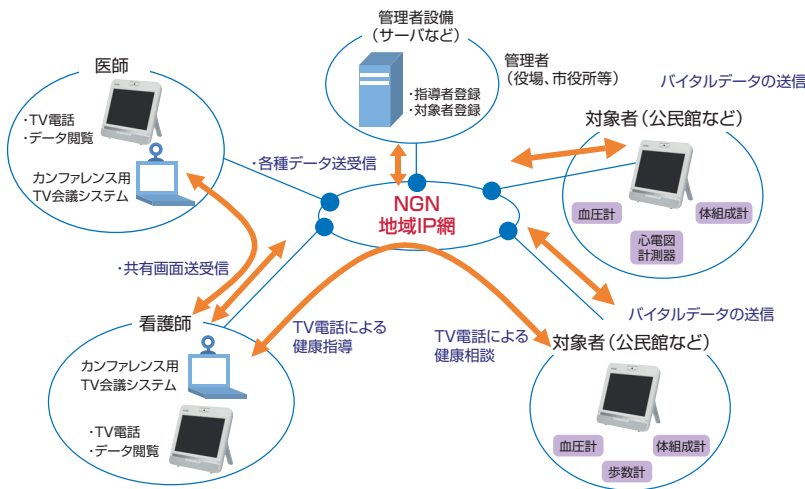 管理者設備
（サーバなど）
管理者
（役場、市役所等）
・指導者登録
・対象者登録
医師
・TV電話
・データ閲覧
カンファレンス用
TV会議システム
・各種データ送受信
バイタルデータの送信
対象者（公民館など）
血圧計
体組成計
心電図
計測器
NGN
地域IP網
・共有画面送受信
看護師
カンファレンス用
TV会議システム
・TV電話
・データ閲覧
TV電話による
健康指導
TV電話による
健康相談
バイタルデータの送信
対象者（公民館など）
血圧計
体組成計
歩数計